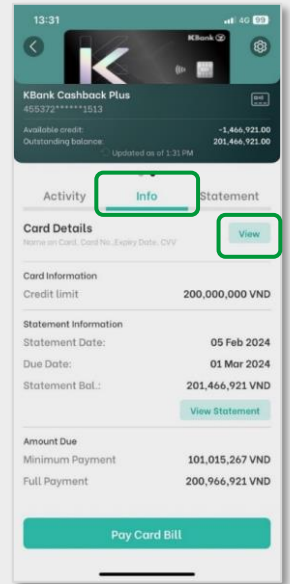 13:31
4G 99
KBank
KBank Cashback Plus
455372******1513
Available credit: -1,466,921.00
Outstanding balance: 201,466,921.00
Updated as of 1:31 PM
Activity Info Statement
Card Details
Name on Card, Card No.,Expiry Date, CVV
View
Card Information
Credit limit 200,000,000 VND
Statement Information
Statement Date: 05 Feb 2024
Due Date: 01 Mar 2024
Statement Bal.: 201,466,921 VND
View Statement
Amount Due
Minimum Payment 101,015,267 VND
Full Payment 200,966,921 VND
Pay Card Bill